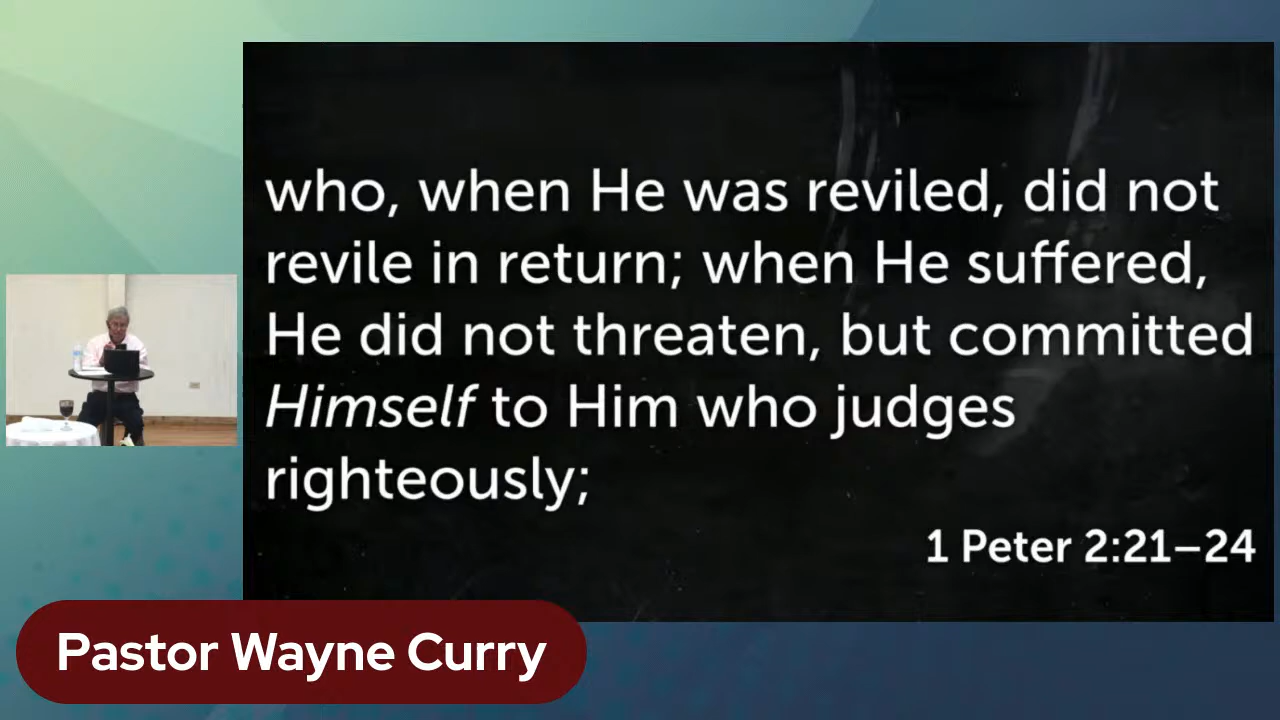 who, when He was reviled, did not
revile in return; when He suffered,
He did not threaten, but committed
Himself to Him who judges
righteously;
1 Peter 2:21–24
Pastor Wayne Curry